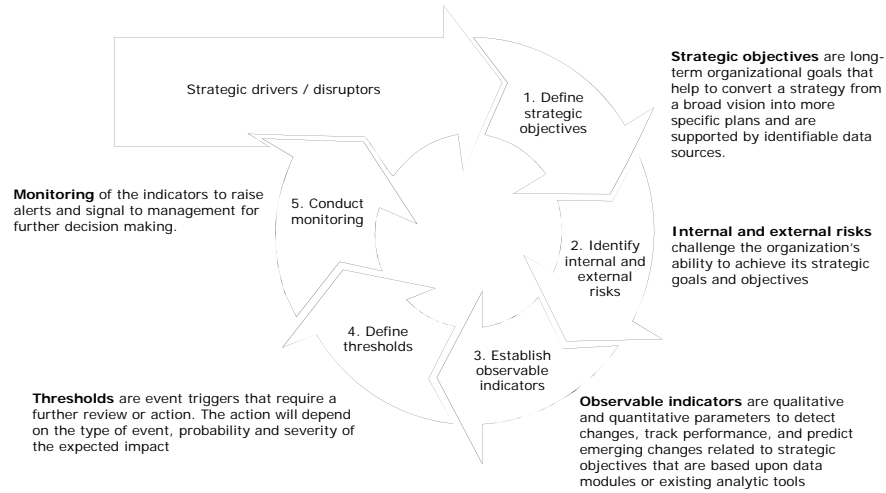 Strategic drivers / disruptors
1. Define
strategic
objectives
Strategic objectives are long-
term organizational goals that
help to convert a strategy from
a broad vision into more
specific plans and are
supported by identifiable data
sources.
2. Identify
internal and
external
risks
Internal and external risks
challenge the organization's
ability to achieve its strategic
goals and objectives
3. Establish
observable
indicators
Observable indicators are qualitative
and quantitative parameters to detect
changes, track performance, and predict
emerging changes related to strategic
objectives that are based upon data
modules or existing analytic tools
4. Define
thresholds
Thresholds are event triggers that require a
further review or action. The action will depend
on the type of event, probability and severity of
the expected impact
5. Conduct
monitoring
Monitoring of the indicators to raise
alerts and signal to management for
further decision making.